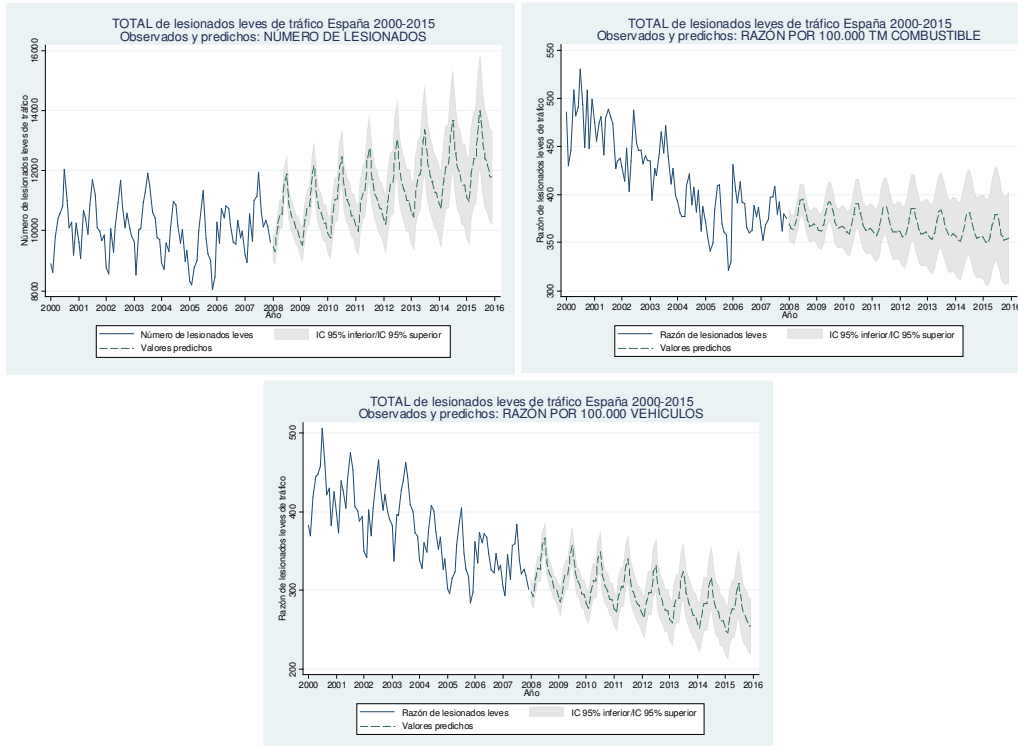 TOTAL de lesionados leves de tráfico España 2000-2015
Observados y predichos: NÚMERO DE LESIONADOS
Número de lesionados leves de tráfico
16000
14000
12000
10000
8000
2000 2001 2002 2003 2004 2005 2006 2007 2008 2009 2010 2011 2012 2013 2014 2015 2016
Año
Número de lesionados leves
IC 95% inferior/IC 95% superior
Valores predichos
TOTAL de lesionados leves de tráfico España 2000-2015
Observados y predichos: RAZÓN POR 100.000 TM COMBUSTIBLE
Razón de lesionados leves de tráfico
550
500
450
400
350
300
2000 2001 2002 2003 2004 2005 2006 2007 2008 2009 2010 2011 2012 2013 2014 2015 2016
Año
Razón de lesionados leves
IC 95% inferior/IC 95% superior
Valores predichos
TOTAL de lesionados leves de tráfico España 2000-2015
Observados y predichos: RAZÓN POR 100.000 VEHÍCULOS
Razón de lesionados leves de tráfico
500
400
300
200
2000 2001 2002 2003 2004 2005 2006 2007 2008 2009 2010 2011 2012 2013 2014 2015 2016
Año
Razón de lesionados leves
IC 95% inferior/IC 95% superior
Valores predichos